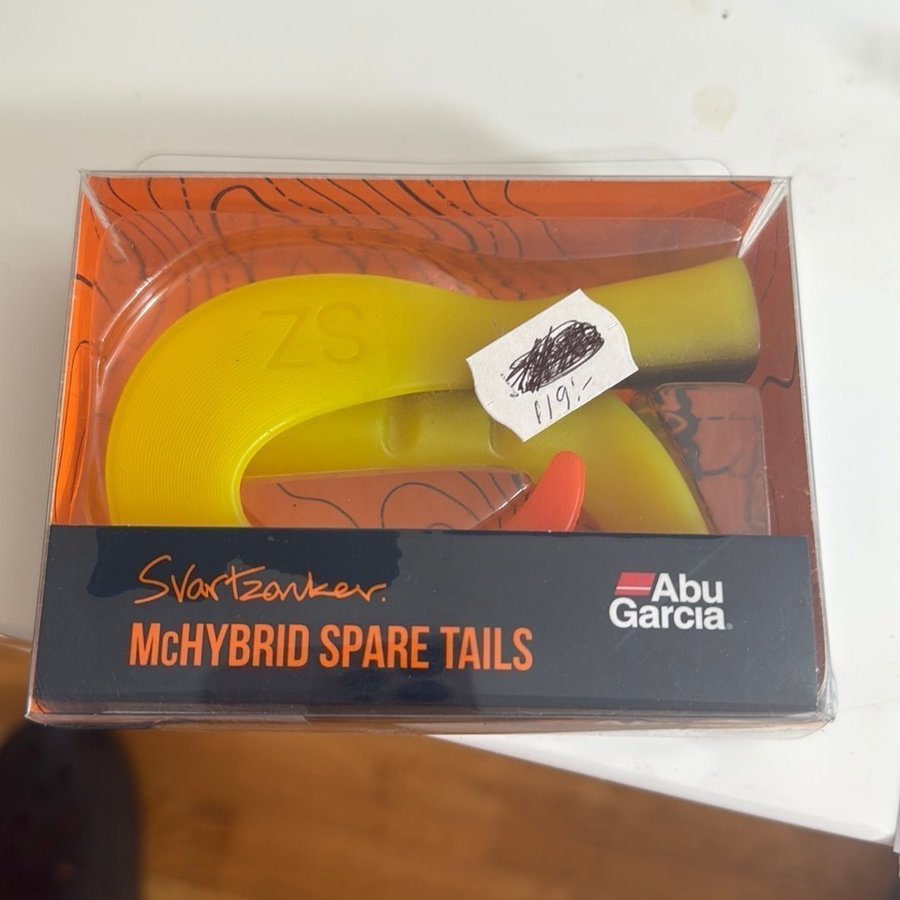 ZS
119:-
Svartzonker.
McHYBRID SPARE TAILS
Abu
Garcia®